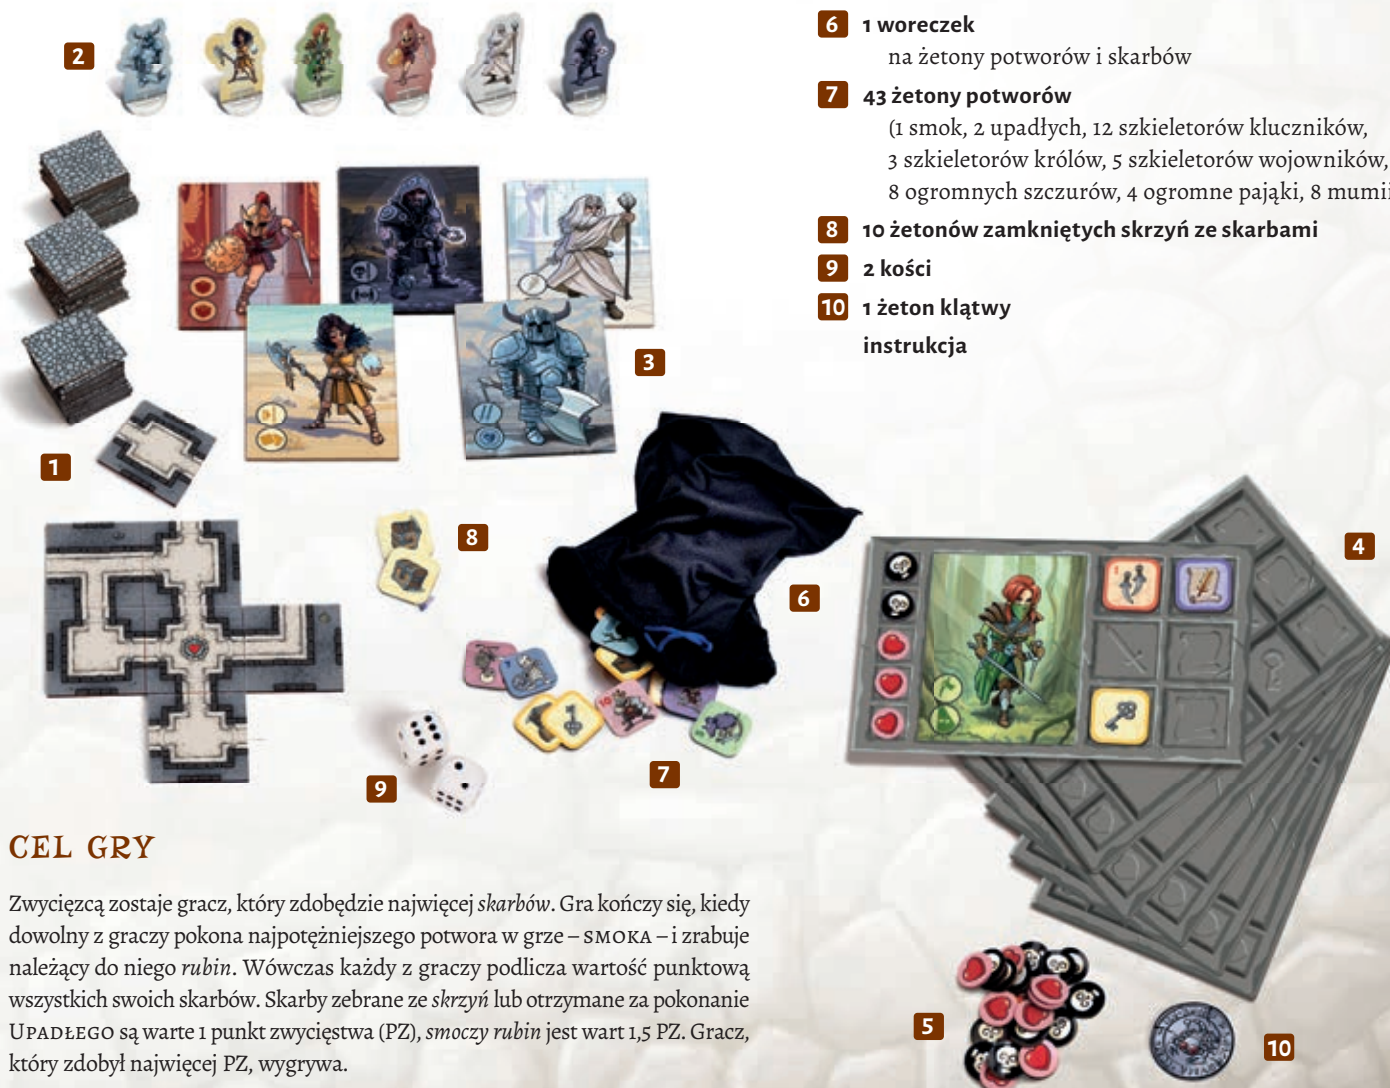 2
6 1 woreczek
na żetony potworów i skarbów
7 43 żetony potworów
(1 smok, 2 upadłych, 12 szkieletorów kluczników,
3 szkieletorów królów, 5 szkieletorów wojowników,
8 ogromnych szczurów, 4 ogromne pająki, 8 mumii
8 10 żetonów zamkniętych skrzyń ze skarbami
9 2 kości
10 1 żeton klątwy
instrukcja
3
1
8
4
6
7
9
5
10
CEL GRY
Zwycięzcą zostaje gracz, który zdobędzie najwięcej skarbów. Gra kończy się, kiedy
dowolny z graczy pokona najpotężniejszego potwora w grze – SMOKA – i zrabuje
należący do niego rubin. Wówczas każdy z graczy podlicza wartość punktową
wszystkich swoich skarbów. Skarby zebrane ze skrzyń lub otrzymane za pokonanie
UPADŁEGO są warte 1 punkt zwycięstwa (PZ), smoczy rubin jest wart 1,5 PZ. Gracz,
który zdobył najwięcej PZ, wygrywa.